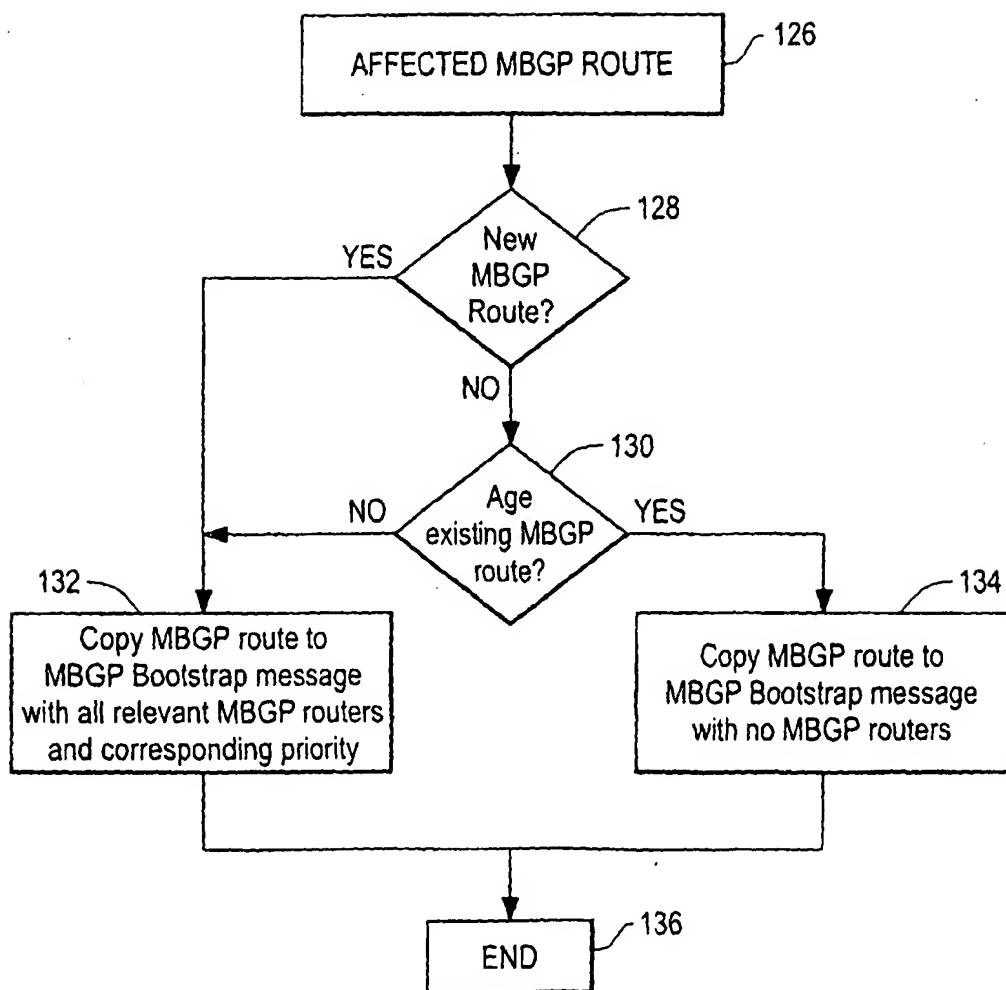 AFFECTED MBGP ROUTE
126
128
New
MBGP
Route?
YES
NO
130
Age
existing MBGP
route?
NO
YES
132
Copy MBGP route to
MBGP Bootstrap message
with all relevant MBGP routers
and corresponding priority
134
Copy MBGP route to
MBGP Bootstrap message
with no MBGP routers
136
END